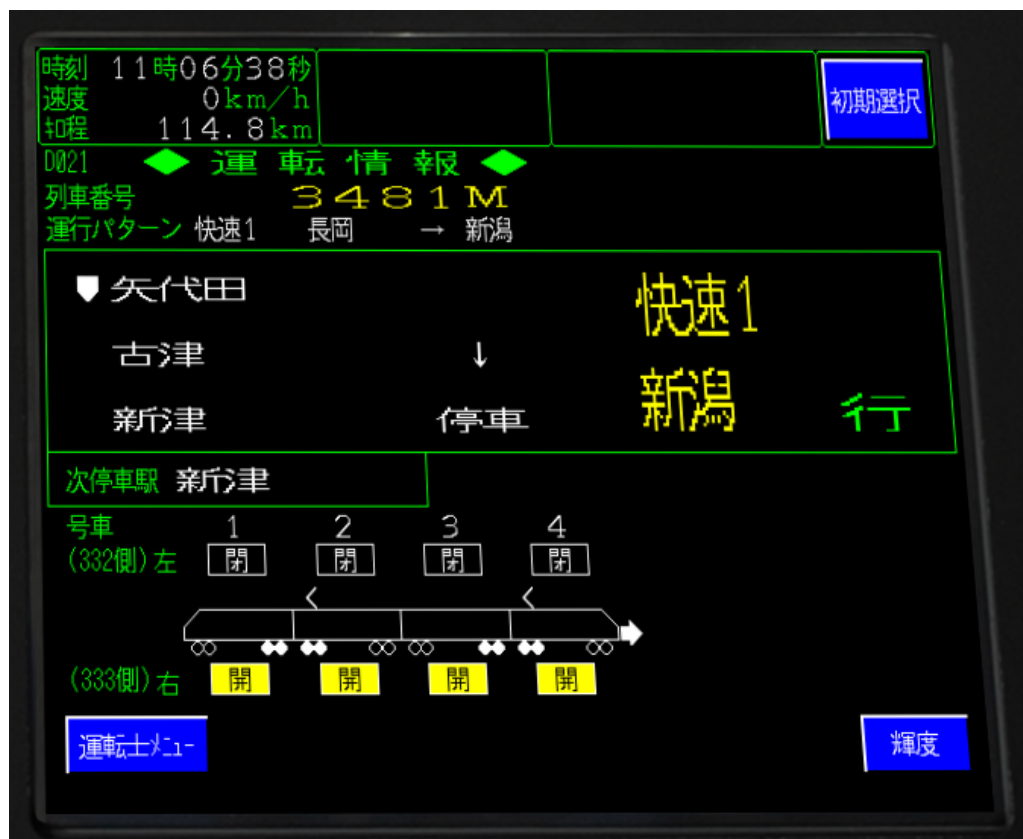 時刻 11時06分38秒
速度 0km/h
キロ程 114.8km
初期選択
D021 ◆ 運転情報 ◆
列車番号 3481M
運行パターン 快速1 長岡 → 新潟
矢代田
古津 ↓
新津 停車
快速1
新潟 行
次停車駅 新津
号車 1 2 3 4
(332側)左 閉 閉 閉 閉
(333側)右 開 開 開 開
運転士メニュー
輝度